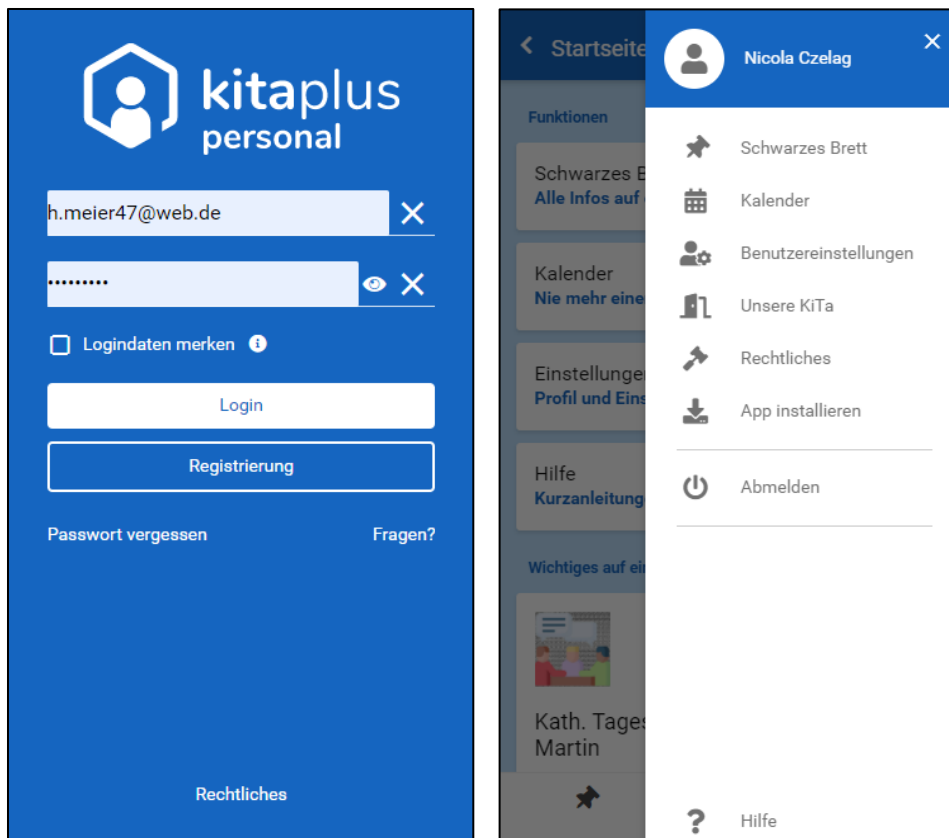 kitaplus
personal
h.meier47@web.de
•••••••••
Logindaten merken
Login
Registrierung
Passwort vergessen
Fragen?
Rechtliches
Startseite
Funktionen
Schwarzes B
Alle Infos auf
Kalender
Nie mehr eine
Einstellunge
Profil und Eins
Hilfe
Kurzanleitung
Wichtiges auf ei
Kath. Tages
Martin
Nicola Czelag
Schwarzes Brett
Kalender
Benutzereinstellungen
Unsere KiTa
Rechtliches
App installieren
Abmelden
Hilfe